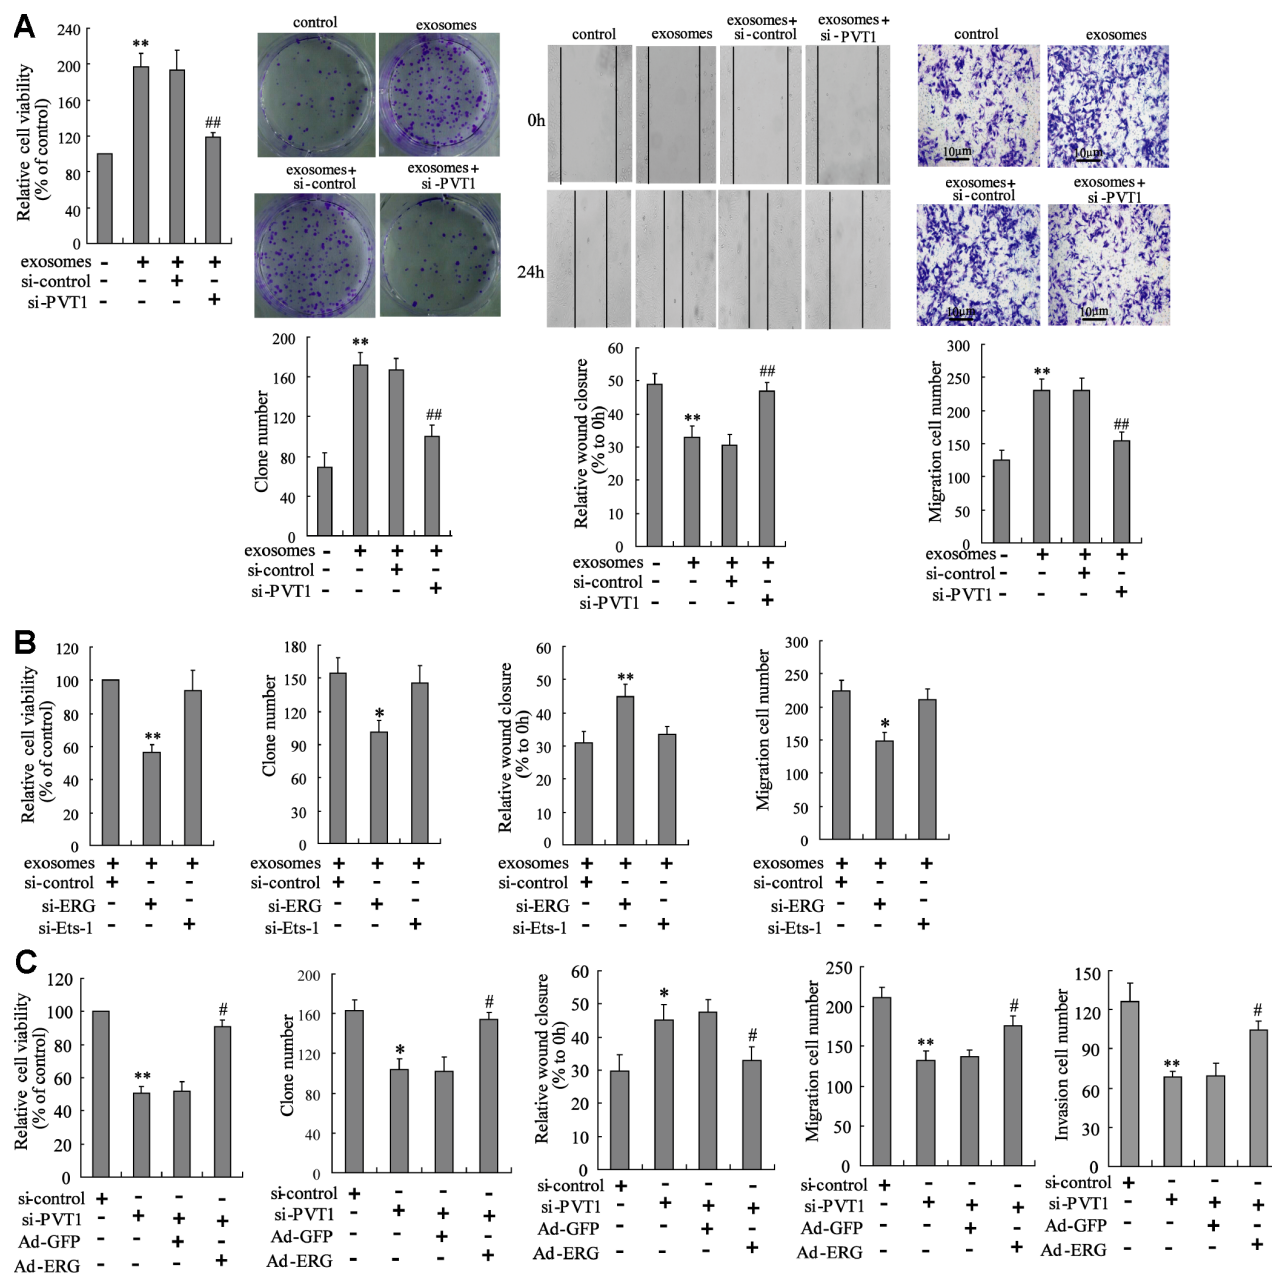 A
Relative cell viability
(% of control)
240
200
160
120
80
40
0
**
##
exosomes - + + +
si-control - - + -
si-PVT1 - - - +
control
exosomes
exosomes+
si-control
exosomes+
si-PVT1
Clone number
200
160
120
80
40
0
**
##
exosomes - + + +
si-control - - + -
si-PVT1 - - - +
control
exosomes
exosomes+
si-control
exosomes+
si-PVT1
0h
24h
Relative wound closure
(% to 0h)
60
50
40
30
20
10
0
**
##
exosomes - + + +
si-control - - + -
si-PVT1 - - - +
control
exosomes
10μm
10μm
exosomes+
si-control
exosomes+
si-PVT1
10μm
10μm
Migration cell number
300
250
200
150
100
50
0
**
##
exosomes - + + +
si-control - - + -
si-PVT1 - - - +
B
Relative cell viability
(% of control)
120
100
80
60
40
20
0
**
exosomes + + +
si-control + - -
si-ERG - + -
si-Ets-1 - - +
Clone number
180
150
120
90
60
30
0
*
exosomes + + +
si-control + - -
si-ERG - + -
si-Ets-1 - - +
Relative wound closure
(% to 0h)
60
50
40
30
20
10
0
**
exosomes + + +
si-control + - -
si-ERG - + -
si-Ets-1 - - +
Migration cell number
300
250
200
150
100
50
0
*
exosomes + + +
si-control + - -
si-ERG - + -
si-Ets-1 - - +
C
Relative cell viability
(% of control)
120
100
80
60
40
20
0
**
#
si-control + - - -
si-PVT1 - + + +
Ad-GFP - - + -
Ad-ERG - - - +
Clone number
200
160
120
80
40
0
*
#
si-control + - - -
si-PVT1 - + + +
Ad-GFP - - + -
Ad-ERG - - - +
Relative wound closure
(% to 0h)
60
50
40
30
20
10
0
*
#
si-control + - - -
si-PVT1 - + + +
Ad-GFP - - + -
Ad-ERG - - - +
Migration cell number
250
200
150
100
50
0
**
#
si-control + - - -
si-PVT1 - + + +
Ad-GFP - - + -
Ad-ERG - - - +
Invasion cell number
150
120
90
60
30
0
**
#
si-control + - - -
si-PVT1 - + + +
Ad-GFP - - + -
Ad-ERG - - - +